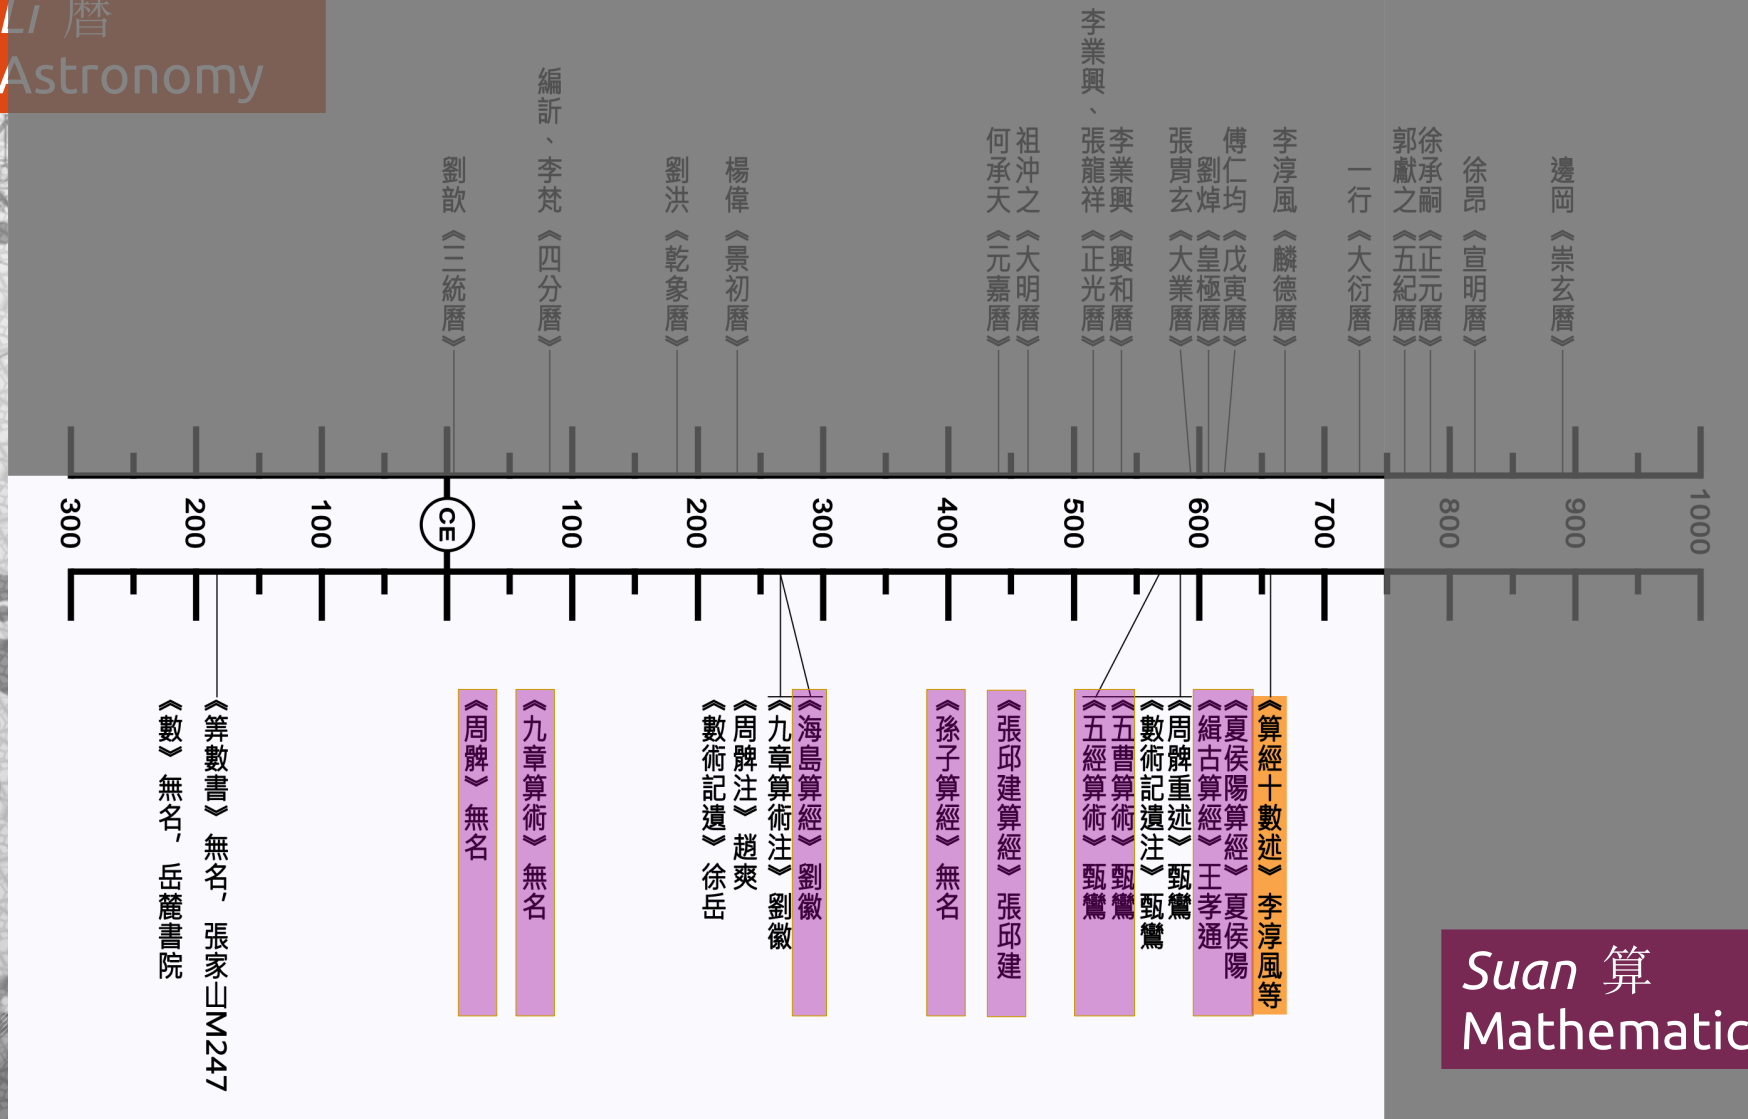 Li 曆
Astronomy
劉歆《三統曆》
編訢、李梵《四分曆》
劉洪《乾象曆》
楊偉《景初曆》
何承天《元嘉曆》
祖沖之《大明曆》
李業興、張龍祥《正光曆》
李業興《興和曆》
張胄玄《大業曆》
劉焯《皇極曆》
傅仁均《戊寅曆》
李淳風《麟德曆》
一行《大衍曆》
郭獻之《五紀曆》
徐承嗣《正元曆》
徐昂《宣明曆》
邊岡《崇玄曆》
300
200
100
CE
100
200
300
400
500
600
700
800
900
1000
《數》無名，岳麓書院
《筭數書》無名，張家山M247
《周髀》無名
《九章算術》無名
《數術記遺》徐岳
《周髀注》趙爽
《九章算術注》劉徽
《海島算經》劉徽
《孫子算經》無名
《張邱建算經》張邱建
《五經算術》甄鸞
《五曹算術》甄鸞
《數術記遺注》甄鸞
《周髀重述》甄鸞
《緝古算經》王孝通
《夏侯陽算經》夏侯陽
《算經十數述》李淳風等
Suan 算
Mathematic